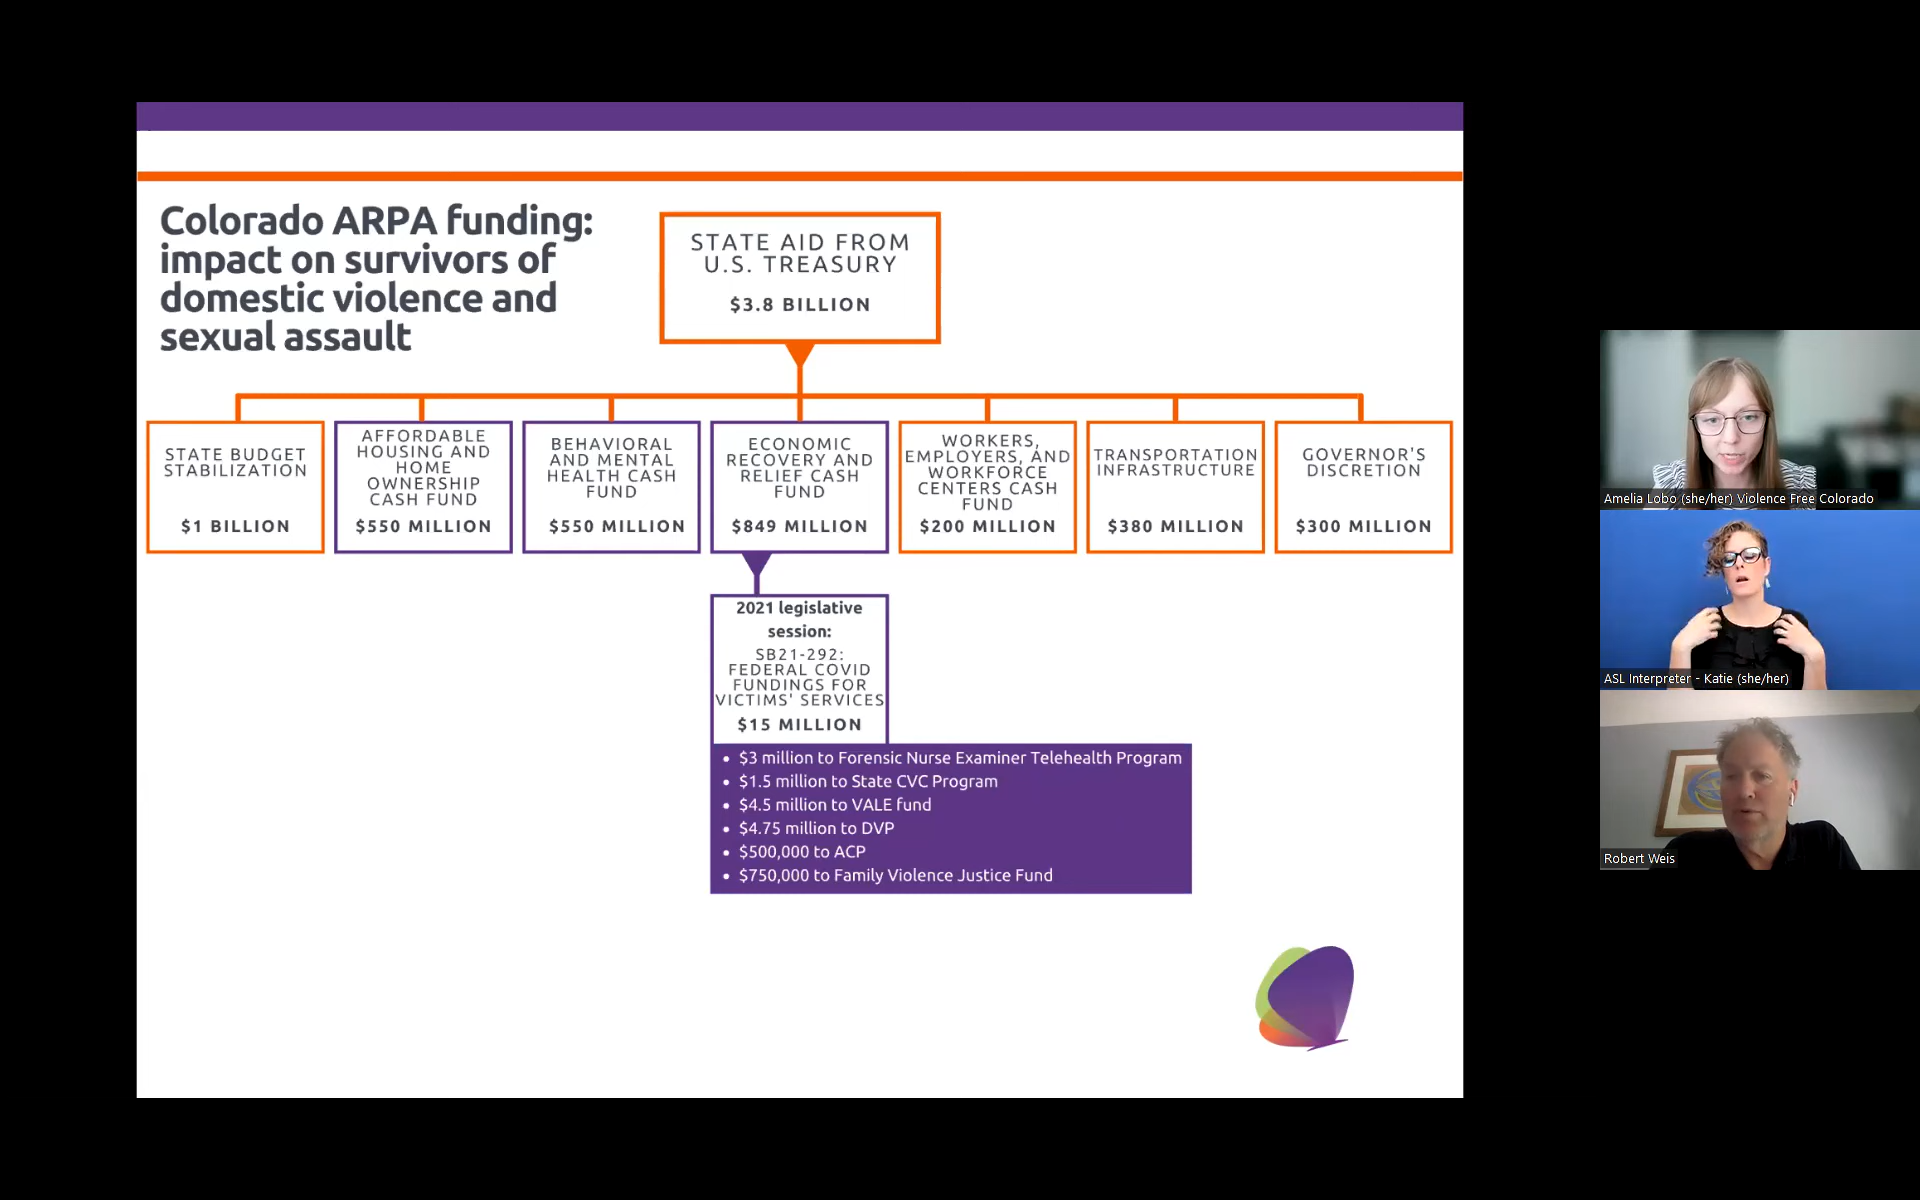 Colorado ARPA funding:
impact on survivors of
domestic violence and
sexual assault
STATE AID FROM
U.S. TREASURY
$3.8 BILLION
STATE BUDGET
STABILIZATION
$1 BILLION
AFFORDABLE
HOUSING AND
HOME
OWNERSHIP
CASH FUND
$550 MILLION
BEHAVIORAL
AND MENTAL
HEALTH CASH
FUND
$550 MILLION
ECONOMIC
RECOVERY AND
RELIEF CASH
FUND
$849 MILLION
WORKERS,
EMPLOYERS, AND
WORKFORCE
CENTERS CASH
FUND
$200 MILLION
TRANSPORTATION
INFRASTRUCTURE
$380 MILLION
GOVERNOR'S
DISCRETION
$300 MILLION
2021 legislative
session:
SB21-292:
FEDERAL COVID
FUNDINGS FOR
VICTIMS' SERVICES
$15 MILLION
• $3 million to Forensic Nurse Examiner Telehealth Program
• $1.5 million to State CVC Program
• $4.5 million to VALE fund
• $4.75 million to DVP
• $500,000 to ACP
• $750,000 to Family Violence Justice Fund
Amelia Lobo (she/her) Violence Free Colorado
ASL Interpreter - Katie (she/her)
Robert Weis